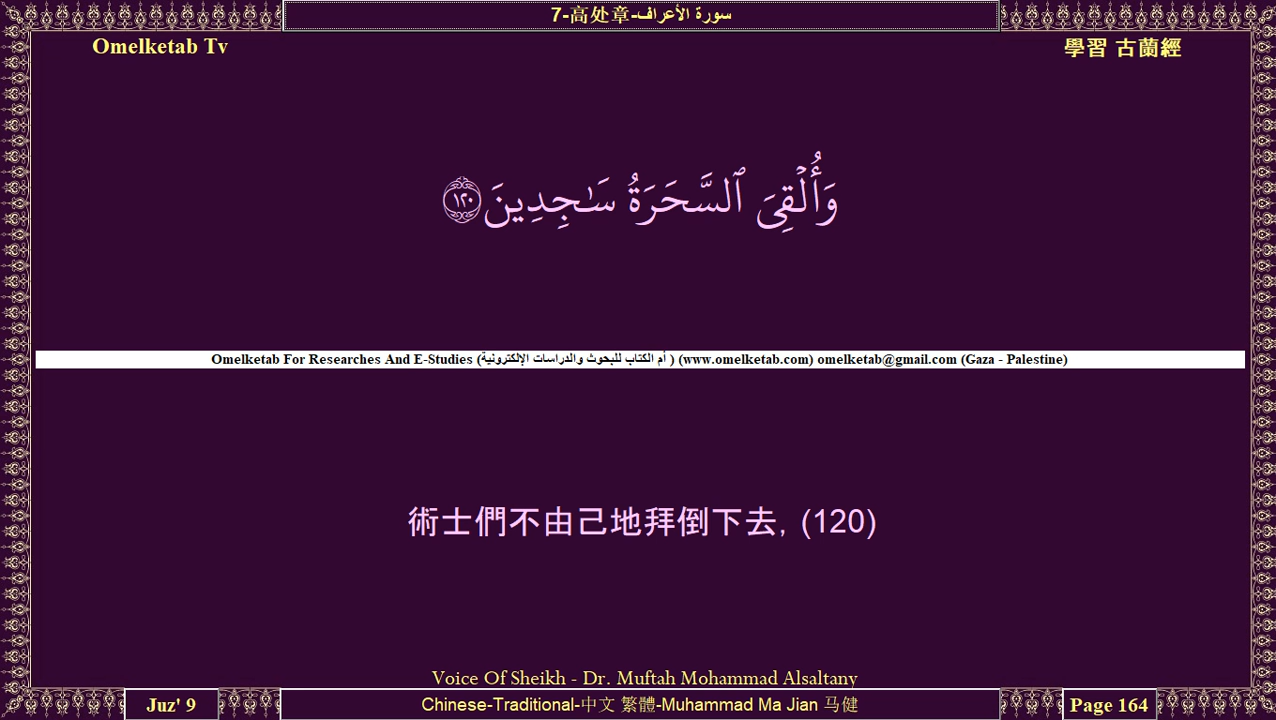 7-高处章-سورة الأعراف
Omelketab Tv
學習 古蘭經
وَأُلۡقِيَ ٱلسَّحَرَةُ سَـٰجِدِينَ ١٢٠
Omelketab For Researches And E-Studies (أم الكتاب للبحوث والدراسات الإلكترونية ) (www.omelketab.com) omelketab@gmail.com (Gaza - Palestine)
術士們不由己地拜倒下去, (120)
Voice Of Sheikh - Dr. Muftah Mohammad Alsaltany
Juz' 9
Chinese-Traditional-中文 繁體-Muhammad Ma Jian 马健
Page 164